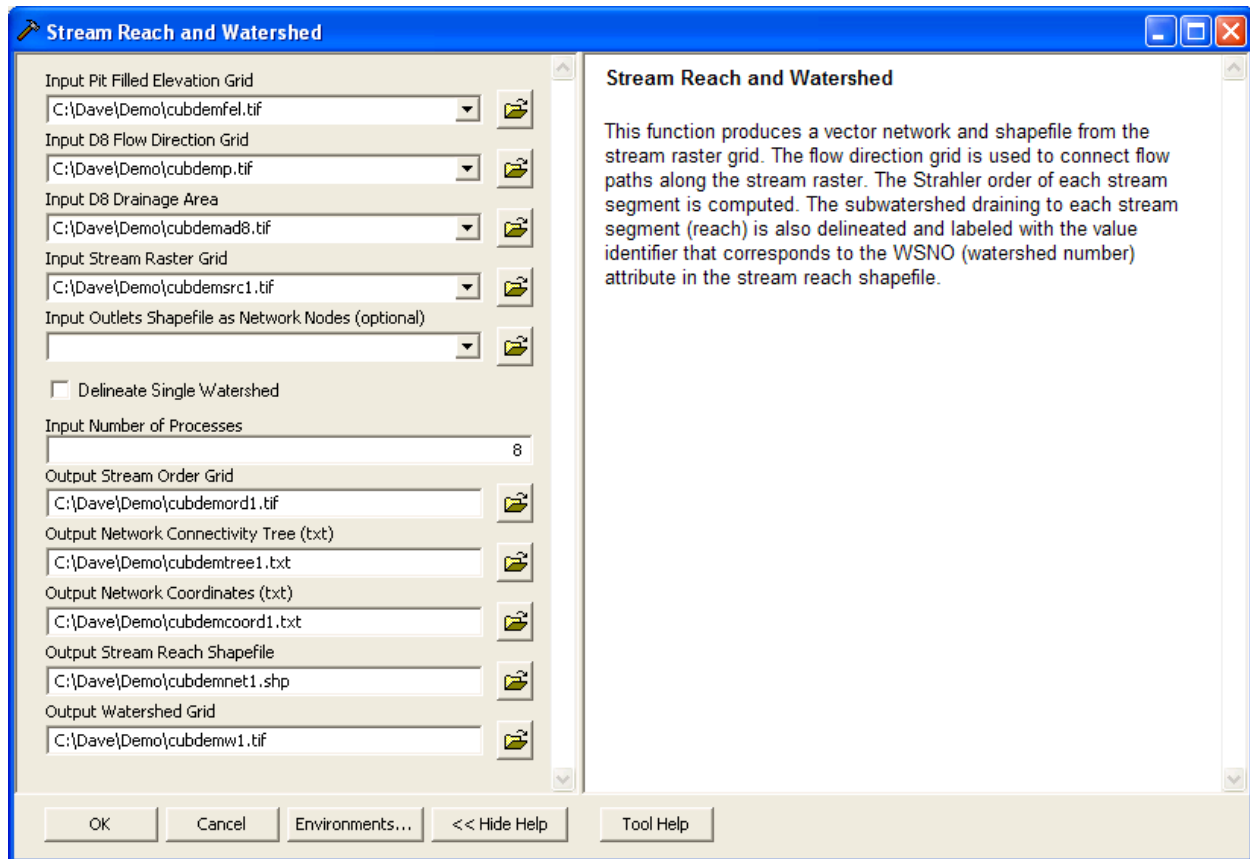 Stream Reach and Watershed
Input Pit Filled Elevation Grid
C:\Dave\Demo\cubdemfel.tif
Input D8 Flow Direction Grid
C:\Dave\Demo\cubdemp.tif
Input D8 Drainage Area
C:\Dave\Demo\cubdemad8.tif
Input Stream Raster Grid
C:\Dave\Demo\cubdemsrc1.tif
Input Outlets Shapefile as Network Nodes (optional)
Delineate Single Watershed
Input Number of Processes
8
Output Stream Order Grid
C:\Dave\Demo\cubdemord1.tif
Output Network Connectivity Tree (txt)
C:\Dave\Demo\cubdemtree1.txt
Output Network Coordinates (txt)
C:\Dave\Demo\cubdemcoord1.txt
Output Stream Reach Shapefile
C:\Dave\Demo\cubdemnet1.shp
Output Watershed Grid
C:\Dave\Demo\cubdemw1.tif
Stream Reach and Watershed
This function produces a vector network and shapefile from the
stream raster grid. The flow direction grid is used to connect flow
paths along the stream raster. The Strahler order of each stream
segment is computed. The subwatershed draining to each stream
segment (reach) is also delineated and labeled with the value
identifier that corresponds to the WSNO (watershed number)
attribute in the stream reach shapefile.
OK
Cancel
Environments...
<< Hide Help
Tool Help